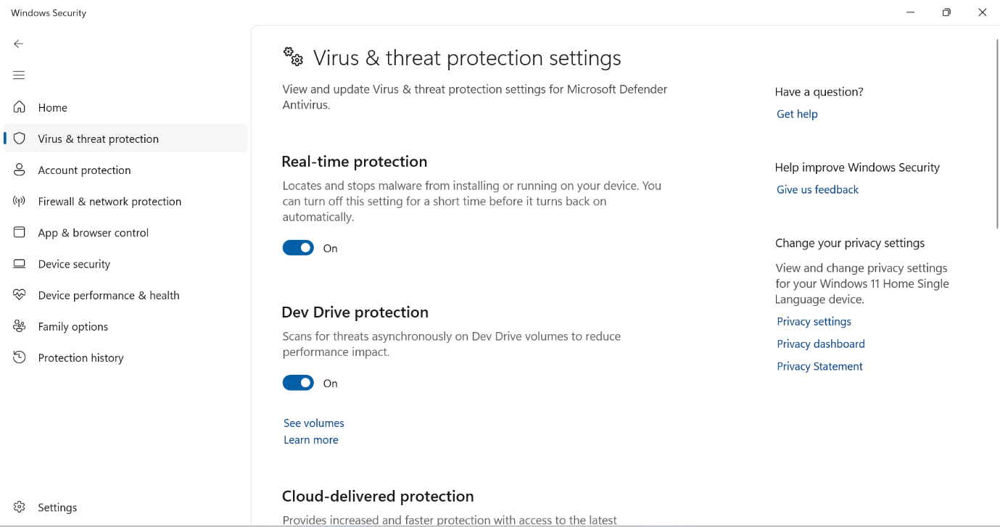 Windows Security
Home
Virus & threat protection
Account protection
Firewall & network protection
App & browser control
Device security
Device performance & health
Family options
Protection history
Settings
Virus & threat protection settings
View and update Virus & threat protection settings for Microsoft Defender
Antivirus.
Real-time protection
Locates and stops malware from installing or running on your device. You
can turn off this setting for a short time before it turns back on
automatically.
On
Dev Drive protection
Scans for threats asynchronously on Dev Drive volumes to reduce
performance impact.
On
See volumes
Learn more
Cloud-delivered protection
Provides increased and faster protection with access to the latest
Have a question?
Get help
Help improve Windows Security
Give us feedback
Change your privacy settings
View and change privacy settings
for your Windows 11 Home Single
Language device.
Privacy settings
Privacy dashboard
Privacy Statement